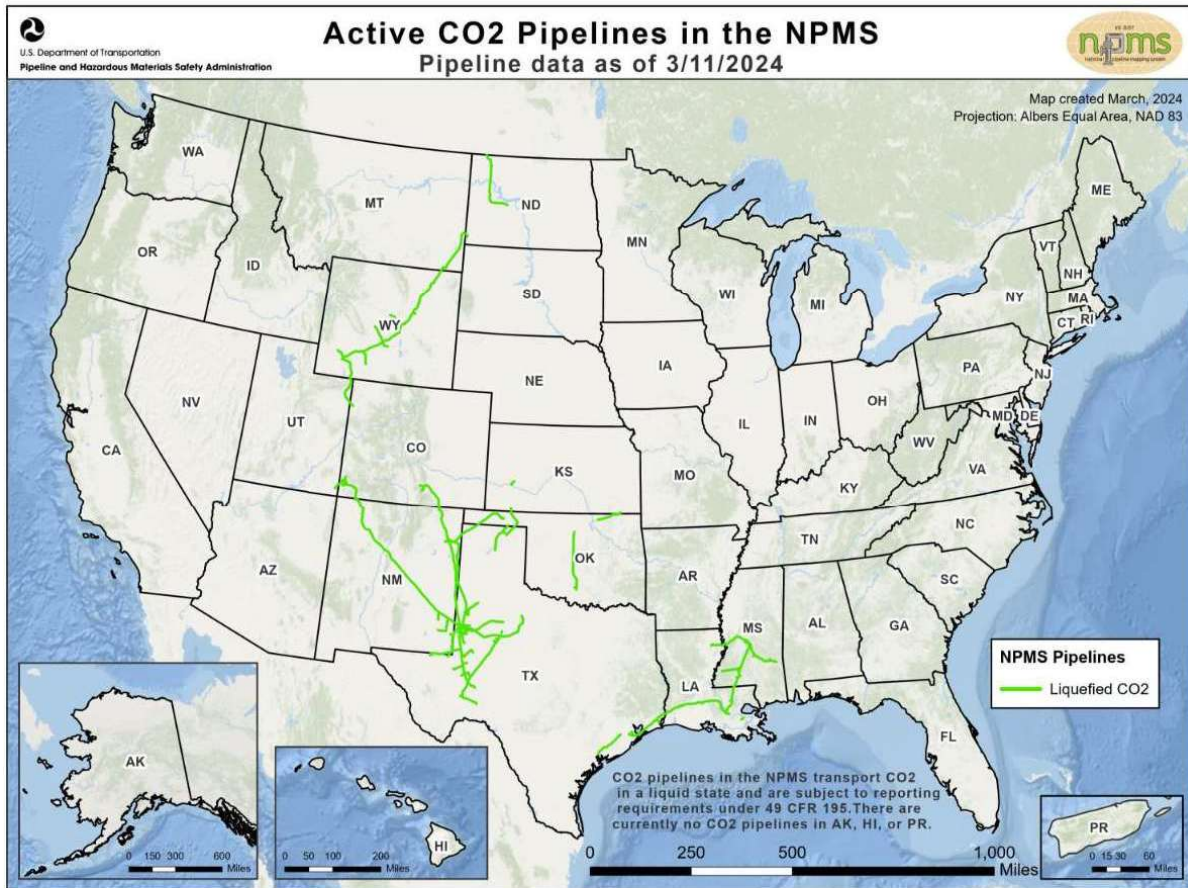 U.S. Department of Transportation
Pipeline and Hazardous Materials Safety Administration
Active CO2 Pipelines in the NPMS
Pipeline data as of 3/11/2024
npms
Map created March, 2024
Projection: Albers Equal Area, NAD 83
WA
MT
ND
MN
ME
OR
ID
SD
WI
MI
VT
NH
NY
MA
CT
RI
WY
IA
NE
PA
NJ
NV
UT
CO
IL
IN
OH
MD
DE
WV
VA
CA
KS
MO
KY
NC
TN
AZ
NM
OK
AR
SC
MS
AL
GA
TX
LA
FL
NPMS Pipelines
Liquefied CO2
CO2 pipelines in the NPMS transport CO2
in a liquid state and are subject to reporting
requirements under 49 CFR 195.There are
currently no CO2 pipelines in AK, HI, or PR.
AK
0 150 300 600
Miles
HI
0 50 100 200
Miles
0 250 500 1,000
Miles
PR
0 15 30 60
Miles